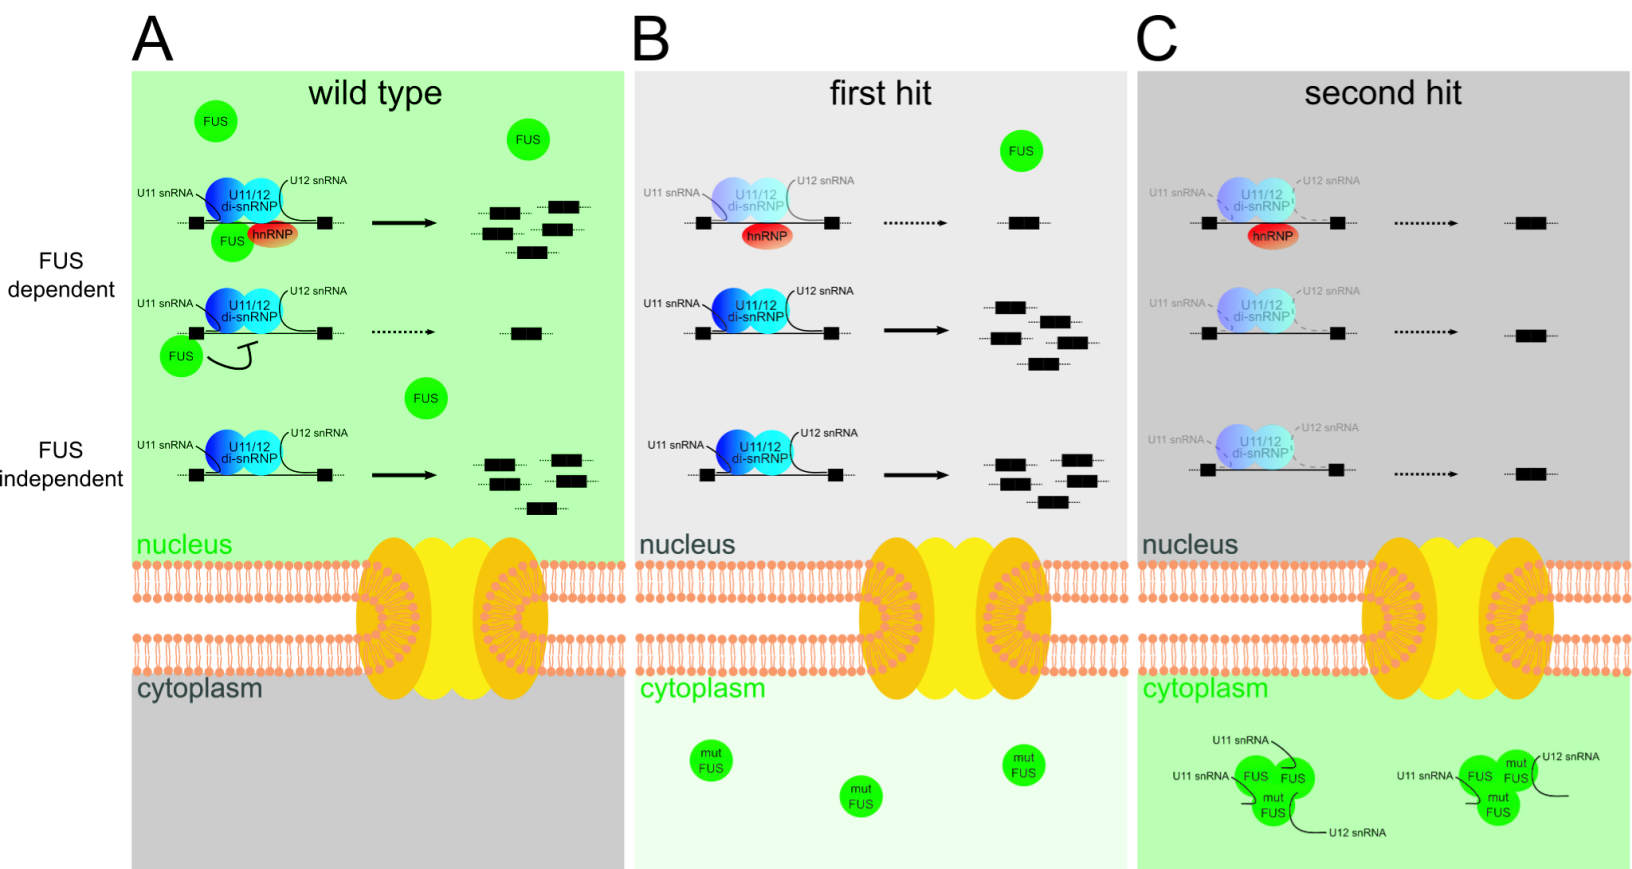 A
B
C
wild type
first hit
second hit
FUS
FUS
FUS
U11 snRNA
U11/12
di-snRNP
U12 snRNA
FUS
hnRNP
U11 snRNA
U11/12
di-snRNP
U12 snRNA
hnRNP
U11 snRNA
U11/12
di-snRNP
U12 snRNA
hnRNP
FUS
dependent
U11 snRNA
U11/12
di-snRNP
U12 snRNA
FUS
U11 snRNA
U11/12
di-snRNP
U12 snRNA
U11 snRNA
U11/12
di-snRNP
U12 snRNA
FUS
FUS
independent
U11 snRNA
U11/12
di-snRNP
U12 snRNA
U11 snRNA
U11/12
di-snRNP
U12 snRNA
U11 snRNA
U11/12
di-snRNP
U12 snRNA
nucleus
nucleus
nucleus
cytoplasm
cytoplasm
cytoplasm
mut
FUS
mut
FUS
mut
FUS
U11 snRNA
U11 snRNA
FUS
FUS
mut
FUS
U12 snRNA
U11 snRNA
FUS
mut
FUS
mut
FUS
U12 snRNA